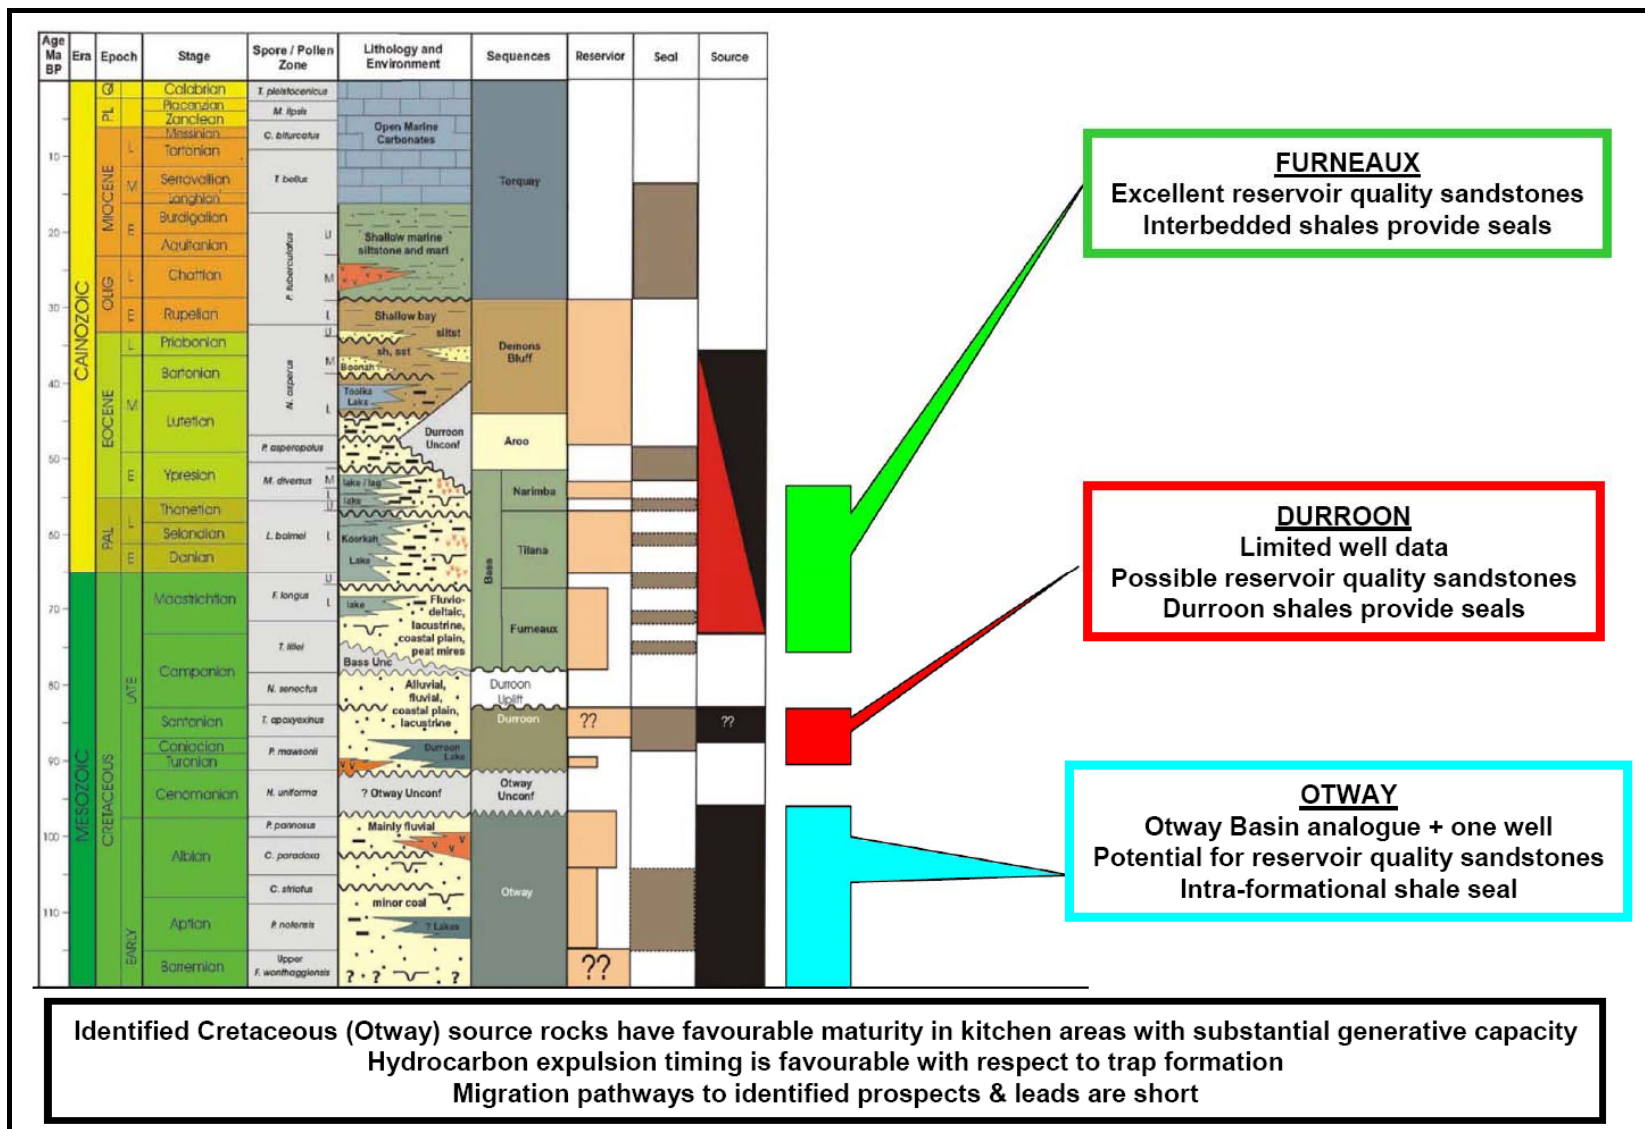 Age Ma BP
Era
Epoch
Stage
Spore / Pollen Zone
Lithology and Environment
Sequences
Reservior
Seal
Source
10
20
30
40
50
60
70
80
90
100
110
CAINOZOIC
MESOZOIC
Q
PL
MIOCENE
OLIG
EOCENE
PAL
CRETACEOUS
L
M
E
L
E
L
M
E
L
E
LATE
EARLY
Calabrian
Piacenzian
Zanclean
Messinian
Tortonian
Serravallian
Langhian
Burdigalian
Aquitanian
Chattian
Rupelian
Priabonian
Bartonian
Lutetian
Ypresian
Thanetian
Selandian
Danian
Maastrichtian
Campanian
Santonian
Coniacian
Turonian
Cenomanian
Albian
Aptian
Barremian
T. pleistocenicus
M. lipsis
C. bifurcatus
T. bellus
P. tuberculatus
U
M
L
N. asperus
U
M
L
P. asperopolus
M. diversus
M
L
U
L. balmei
L
F. longus
U
L
T. lillei
N. senectus
T. apoxyexinus
P. mawsonii
H. uniforma
P. pannosus
C. paradoxa
C. striatus
P. notensis
Upper
F. wonthaggiensis
Open Marine
Carbonates
Shallow marine
siltstone and marl
Shallow bay
siltst
sh, sst
Boonah
Toolka
Lake
Durroon
Unconf
lake / lag
lake
Koorkah
Lake
lake
Fluvio-
deltaic,
lacustrine,
coastal plain,
peat mires
Bass Unc
Alluvial,
fluvial,
coastal plain,
lacustrine
Durroon
Lake
? Otway Unconf
Mainly fluvial
minor coal
? Lakes
? ? ?
Torquay
Demons
Bluff
Aroo
Bass
Narimba
Tilana
Furneaux
Durroon
Uplift
Durroon
Otway
Unconf
Otway
??
??
??
FURNEAUX
Excellent reservoir quality sandstones
Interbedded shales provide seals
DURROON
Limited well data
Possible reservoir quality sandstones
Durroon shales provide seals
OTWAY
Otway Basin analogue + one well
Potential for reservoir quality sandstones
Intra-formational shale seal
Identified Cretaceous (Otway) source rocks have favourable maturity in kitchen areas with substantial generative capacity
Hydrocarbon expulsion timing is favourable with respect to trap formation
Migration pathways to identified prospects & leads are short